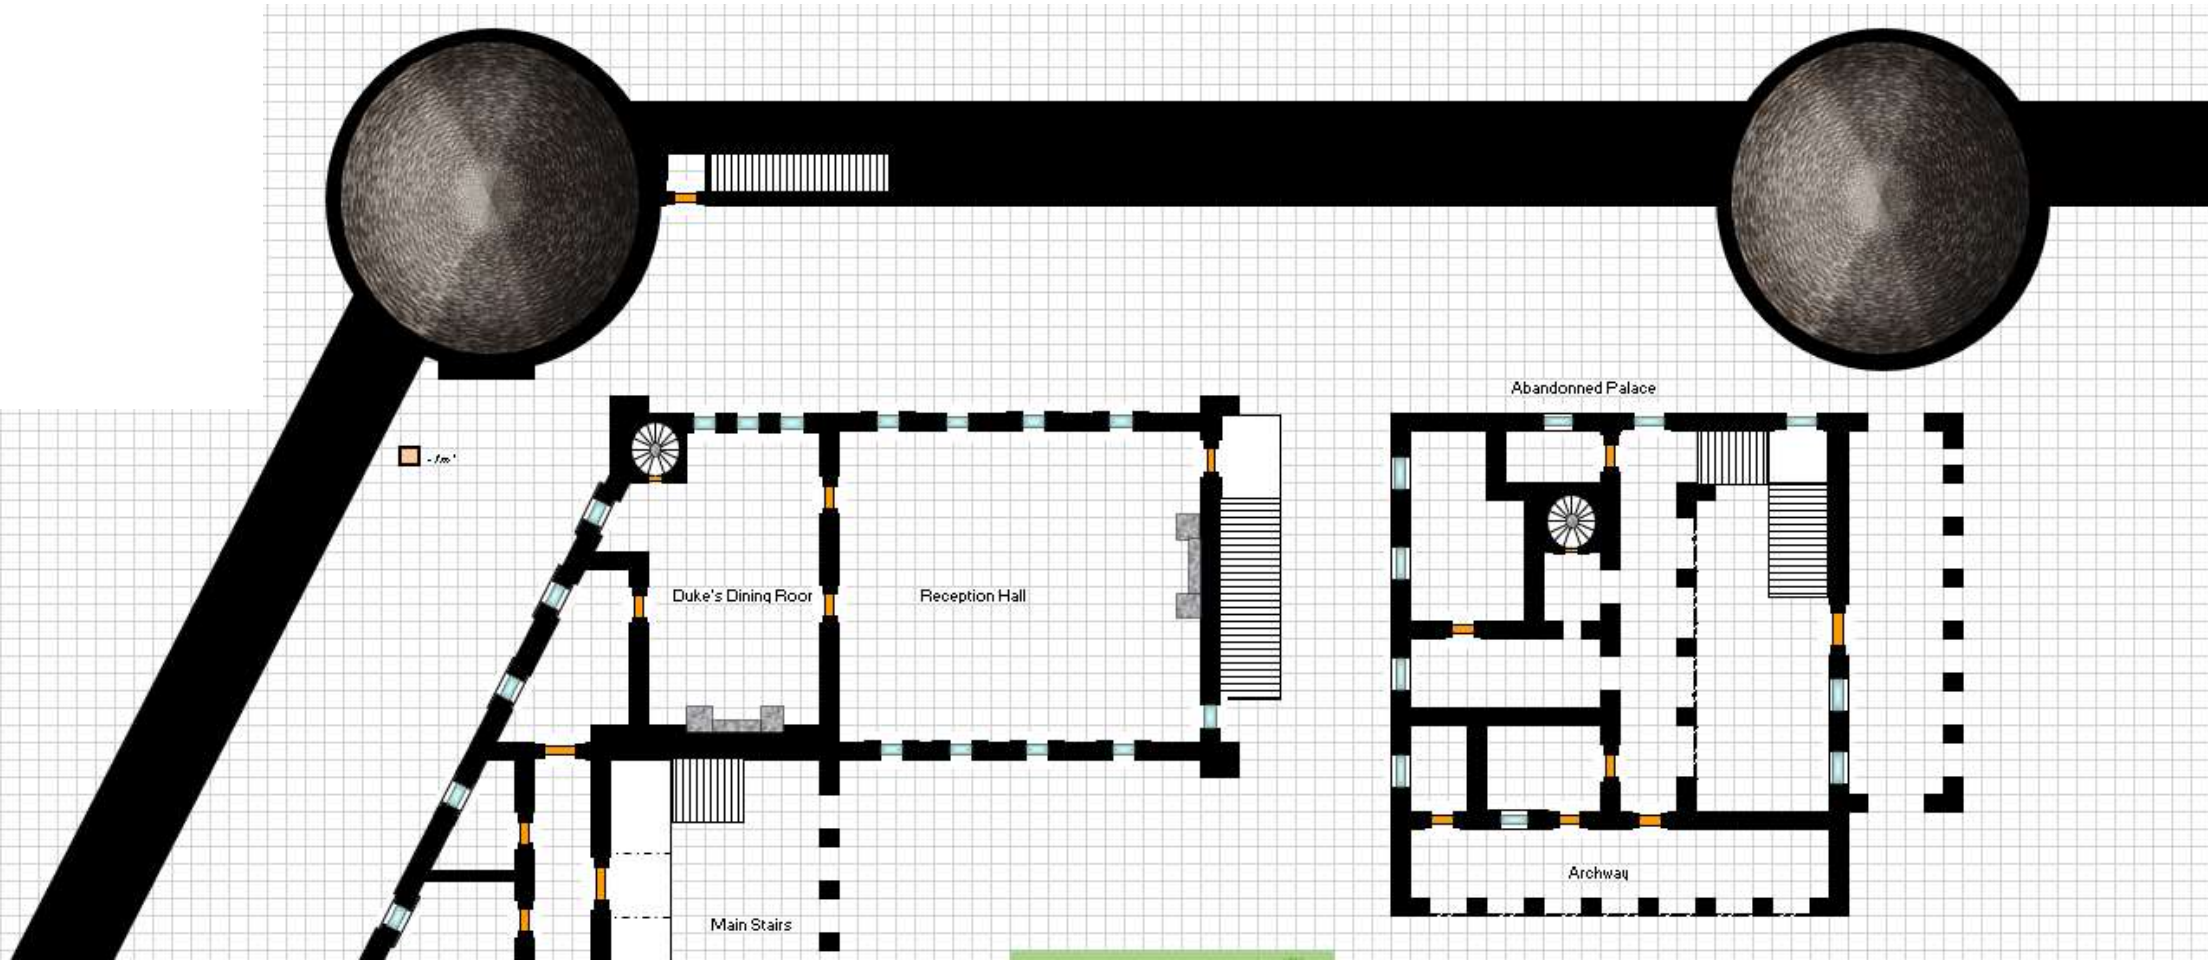 Abandonned Palace
Duke's Dining Roor
Reception Hall
Archway
Main Stairs